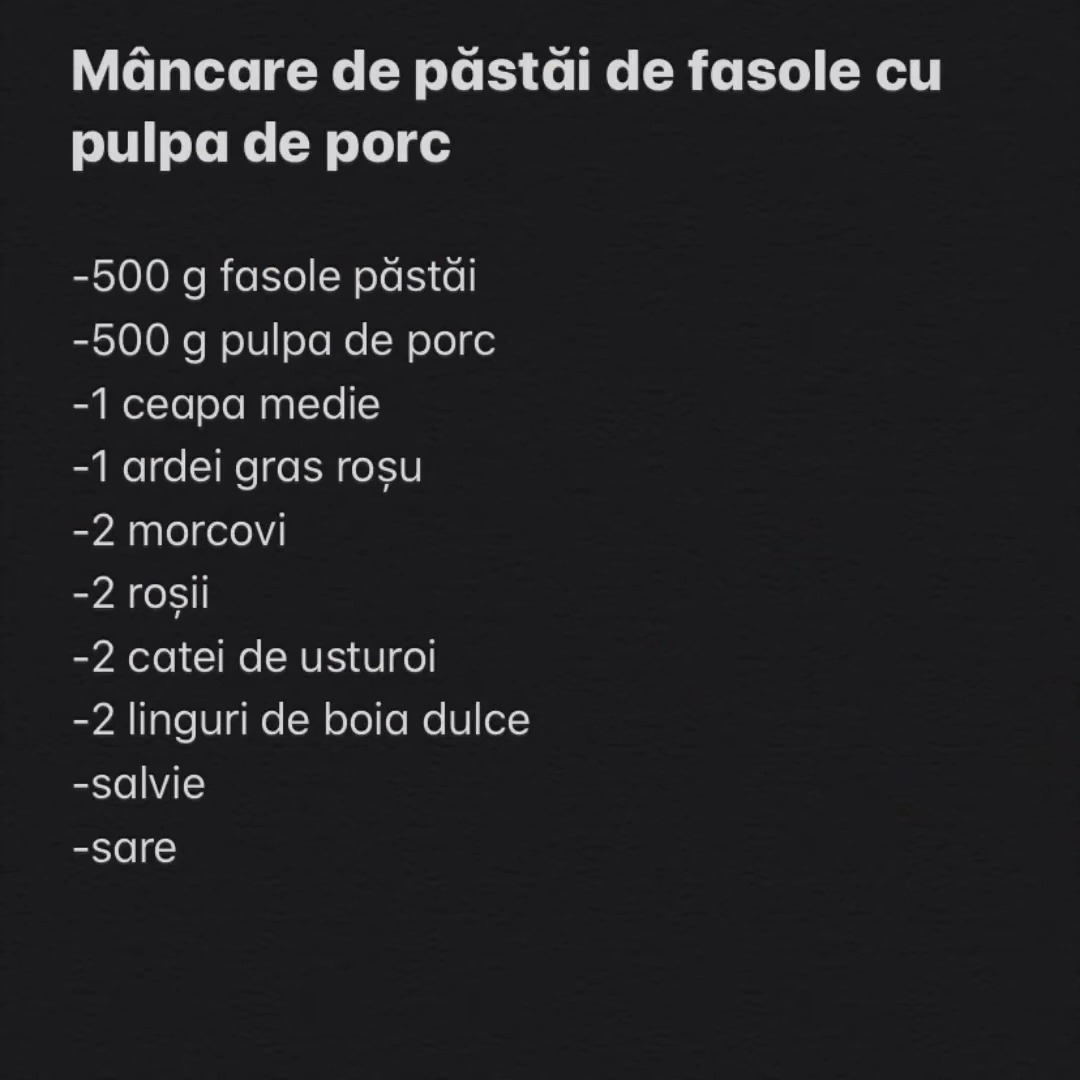 Mâncare de păstăi de fasole cu
pulpa de porc
-500 g fasole păstăi
-500 g pulpa de porc
-1 ceapa medie
-1 ardei gras roșu
-2 morcovi
-2 roșii
-2 catei de usturoi
-2 linguri de boia dulce
-salvie
-sare